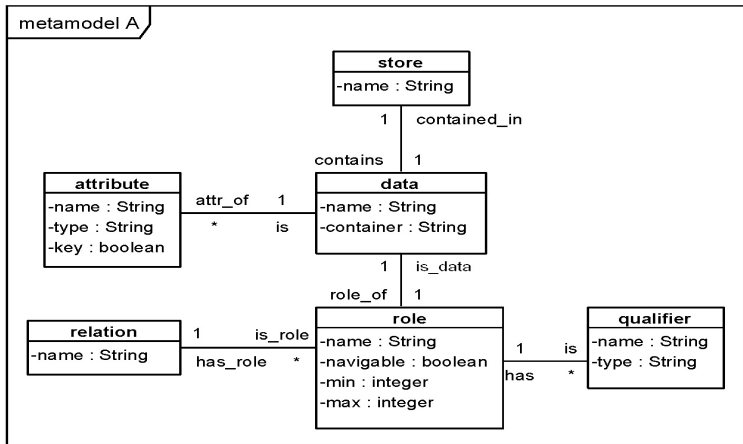 metamodel A
store
-name : String
1 contained_in
contains 1
attribute
-name : String
-type : String
-key : boolean
attr_of 1
* is
data
-name : String
-container : String
1 is_data
role_of 1
relation
-name : String
1 is_role
has_role *
role
-name : String
-navigable : boolean
-min : integer
-max : integer
1 is
has *
qualifier
-name : String
-type : String